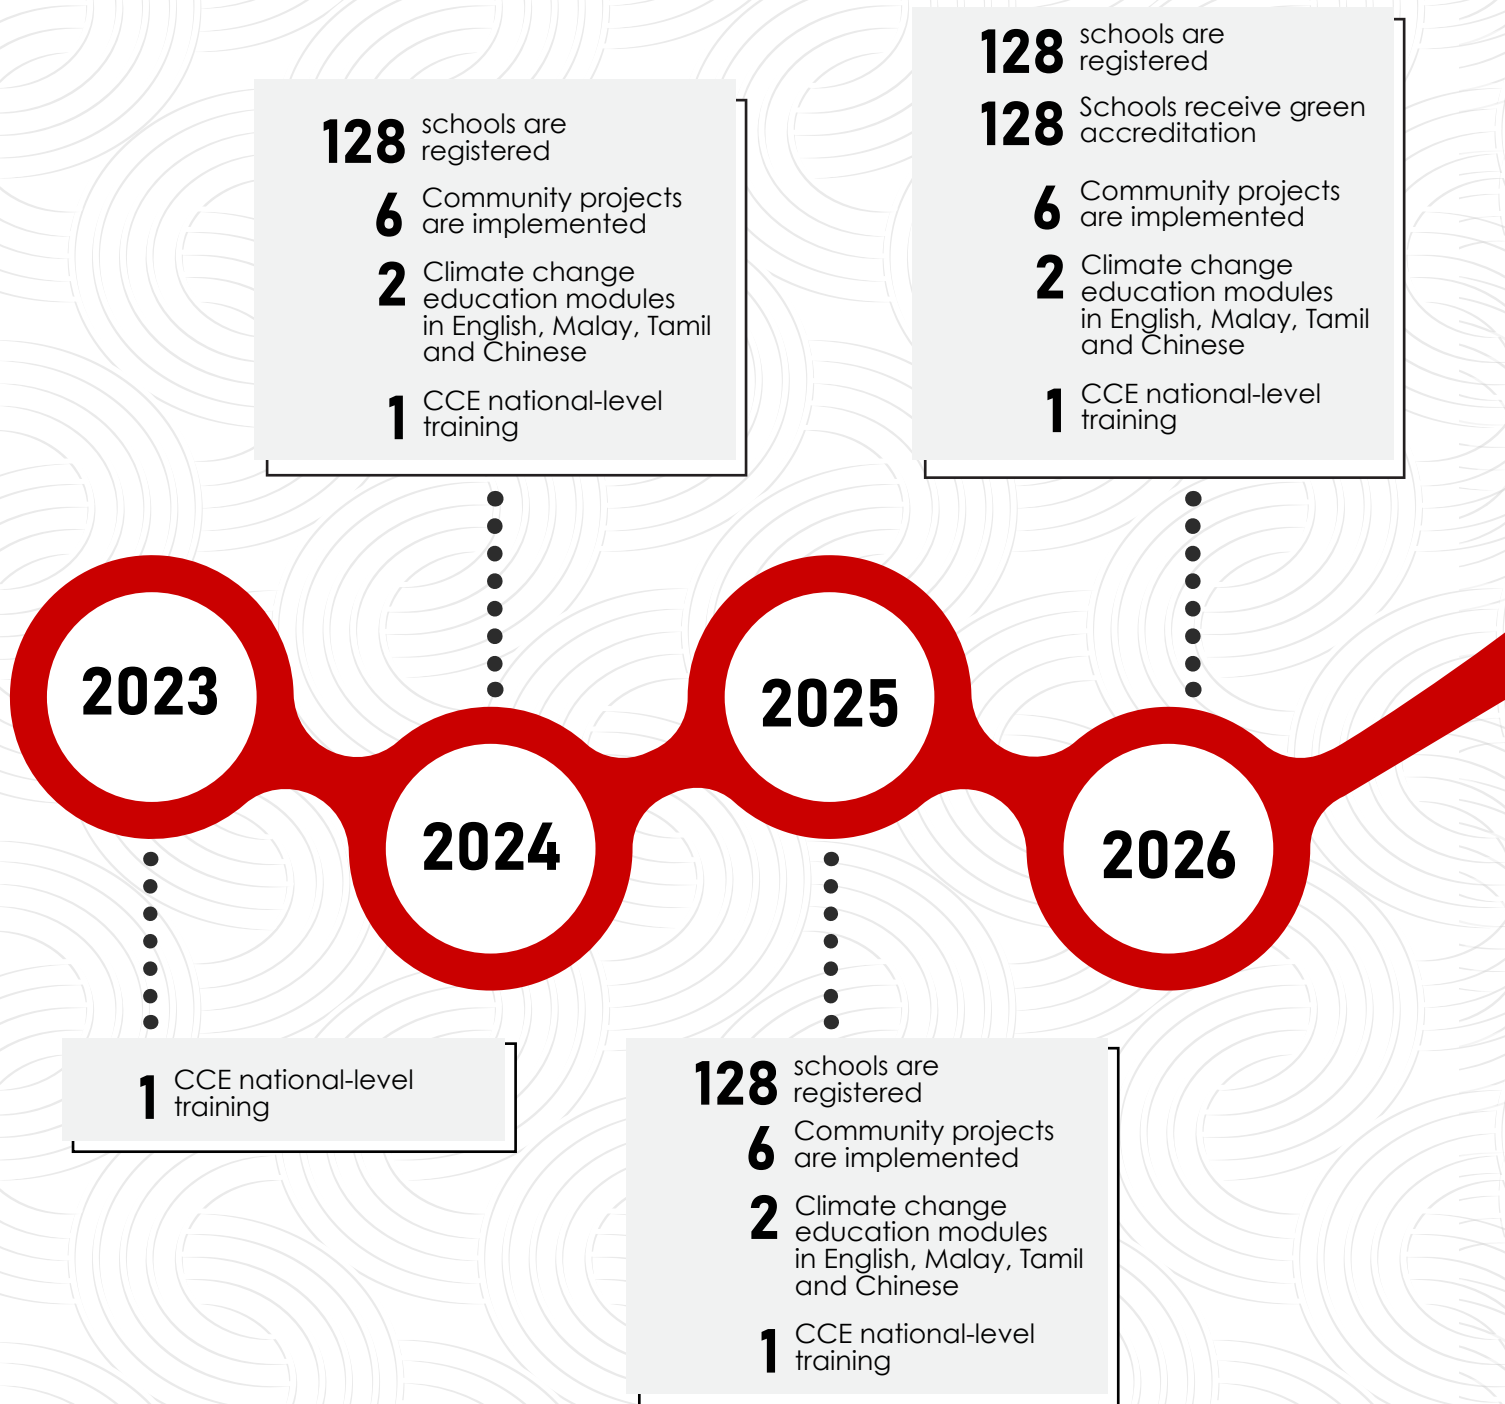 128 schools are
registered
6 Community projects
are implemented
2 Climate change
education modules
in English, Malay, Tamil
and Chinese
1 CCE national-level
training
128 schools are
registered
128 Schools receive green
accreditation
6 Community projects
are implemented
2 Climate change
education modules
in English, Malay, Tamil
and Chinese
1 CCE national-level
training
2023
2024
2025
2026
1 CCE national-level
training
128 schools are
registered
6 Community projects
are implemented
2 Climate change
education modules
in English, Malay, Tamil
and Chinese
1 CCE national-level
training